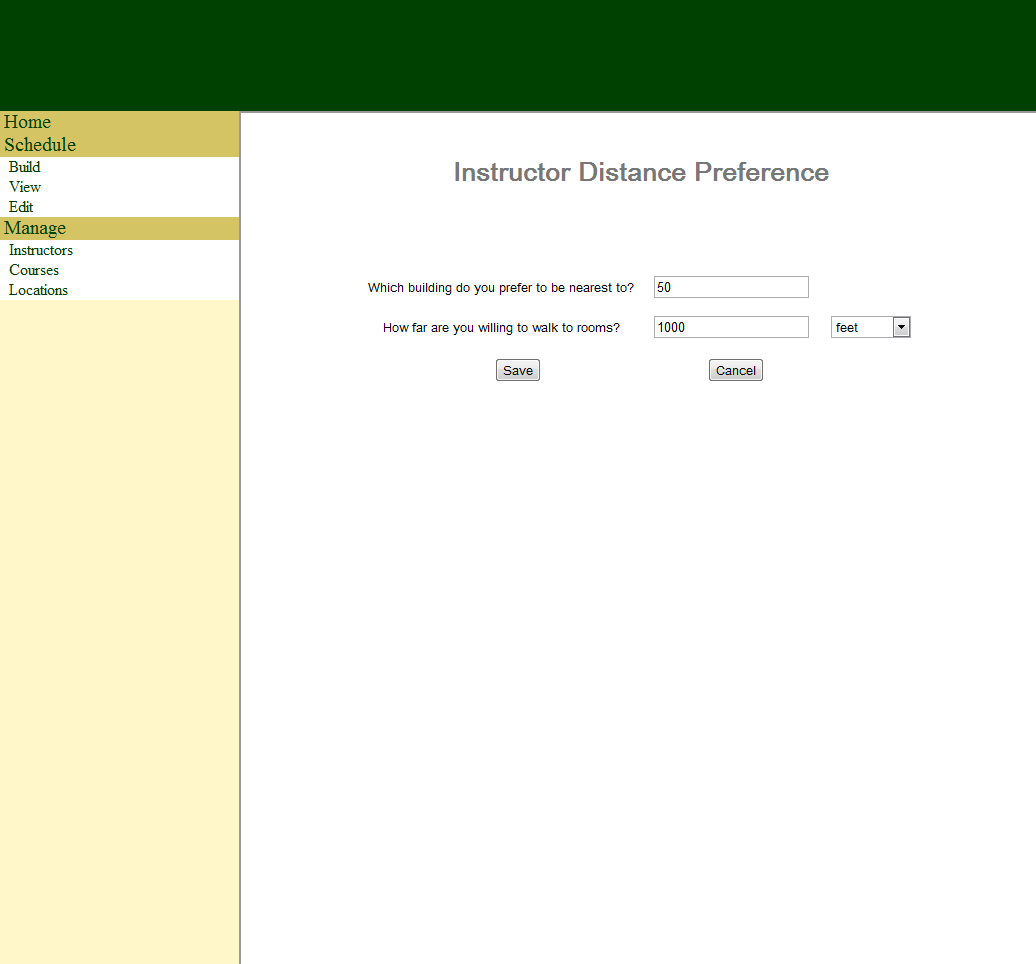 Home
Schedule
Build
View
Edit
Manage
Instructors
Courses
Locations
Instructor Distance Preference
Which building do you prefer to be nearest to? 50
How far are you willing to walk to rooms? 1000 feet
Save Cancel